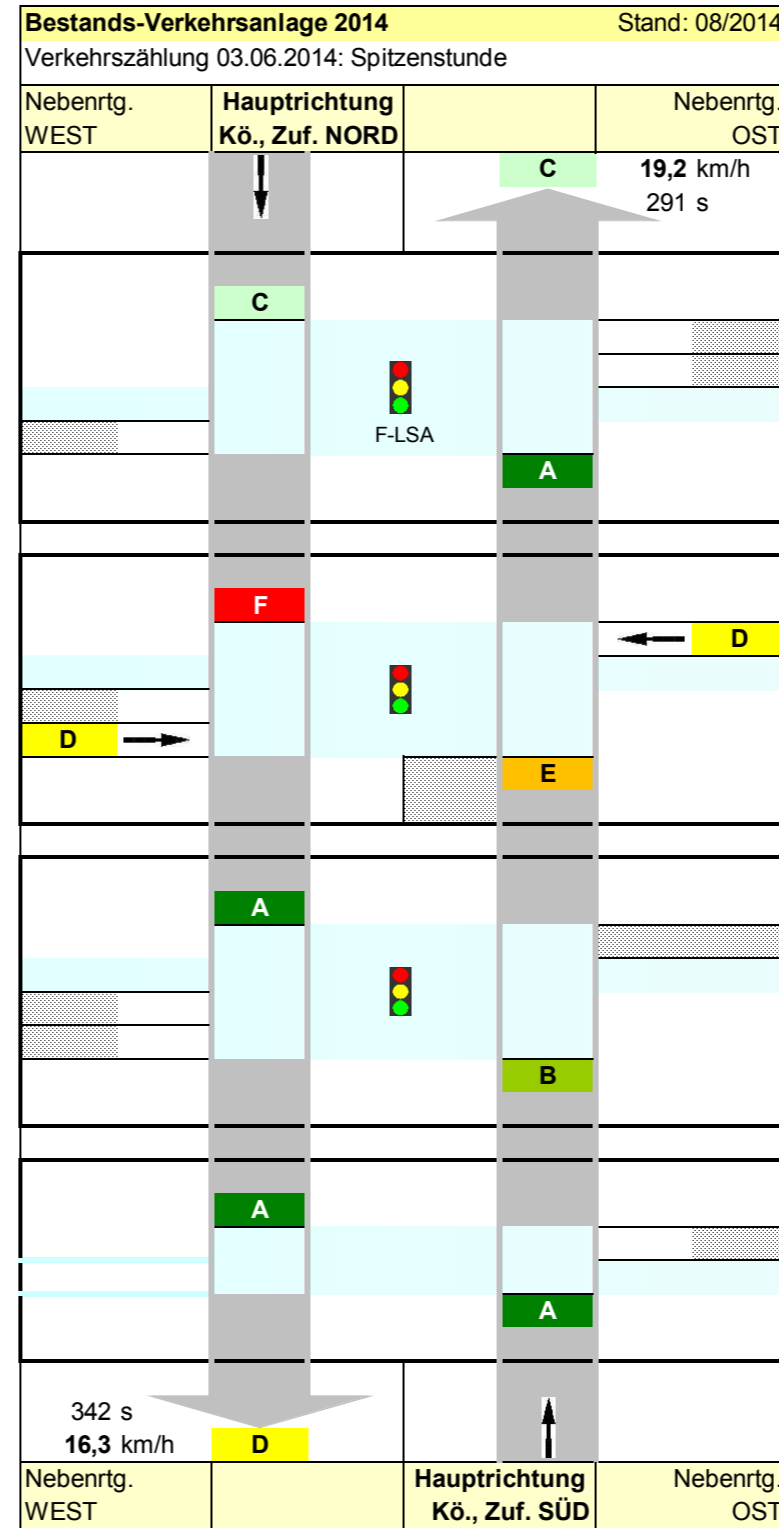 Bestands-Verkehrsanlage 2014 Stand: 08/2014
Verkehrszählung 03.06.2014: Spitzenstunde
Nebenrtg. Hauptrichtung Nebenrtg.
WEST Kö., Zuf. NORD OST
C 19,2 km/h
291 s
C
F-LSA
A
F
D
D
E
A
B
A
A
342 s
16,3 km/h D
Nebenrtg. Hauptrichtung Nebenrtg.
WEST Kö., Zuf. SÜD OST